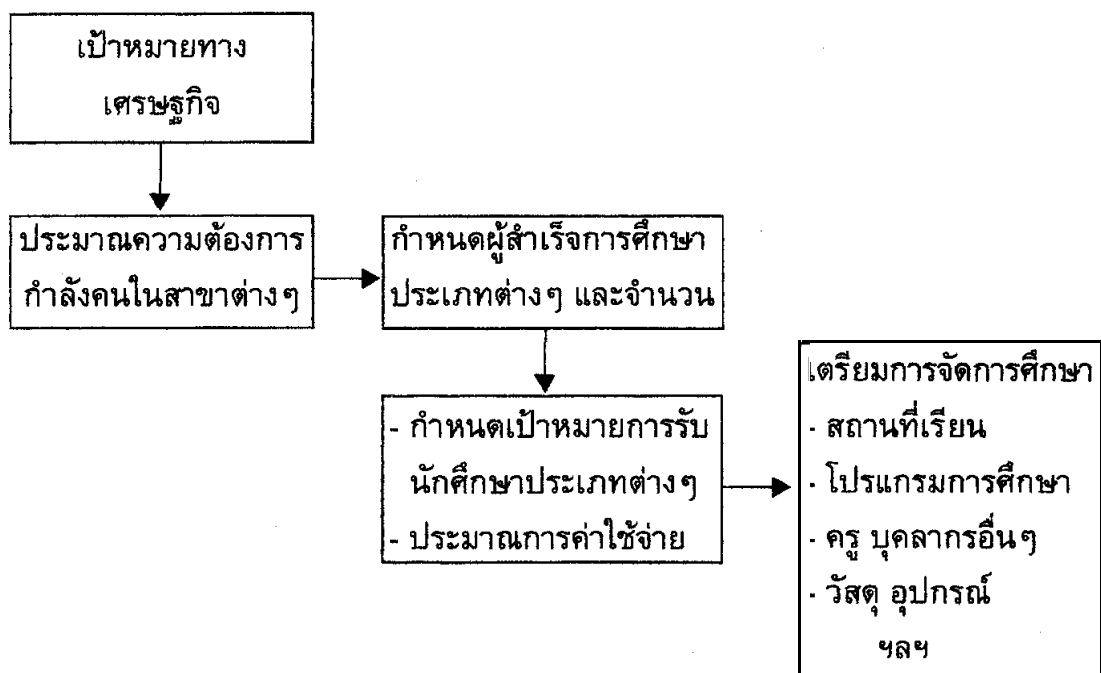 เป้าหมายทาง
เศรษฐกิจ
ประมาณความต้องการ
กำลังคนในสาขาต่างๆ
กำหนดผู้สำเร็จการศึกษา
ประเภทต่างๆ และจำนวน
- กำหนดเป้าหมายการรับ
นักศึกษาประเภทต่างๆ
- ประมาณการค่าใช้จ่าย
เตรียมการจัดการศึกษา
- สถานที่เรียน
- โปรแกรมการศึกษา
- ครู บุคลากรอื่นๆ
- วัสดุ อุปกรณ์
ฯลฯ